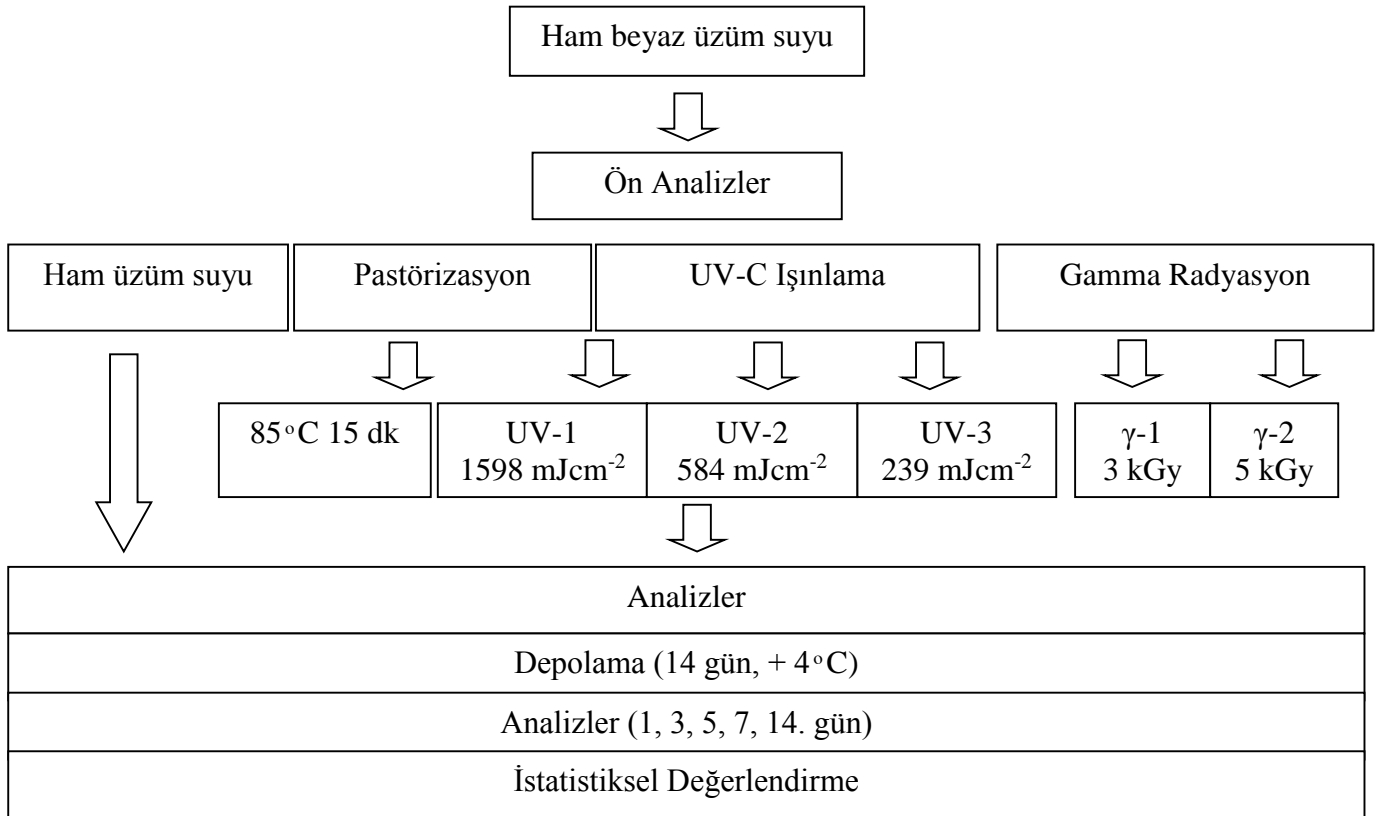 Ham beyaz üzüm suyu
Ön Analizler
Ham üzüm suyu
Pastörizasyon
UV-C Işınlama
Gamma Radyasyon
85°C 15 dk
UV-1
1598 mJcm-2
UV-2
584 mJcm-2
UV-3
239 mJcm-2
γ-1
3 kGy
γ-2
5 kGy
Analizler
Depolama (14 gün, + 4°C)
Analizler (1, 3, 5, 7, 14. gün)
İstatistiksel Değerlendirme